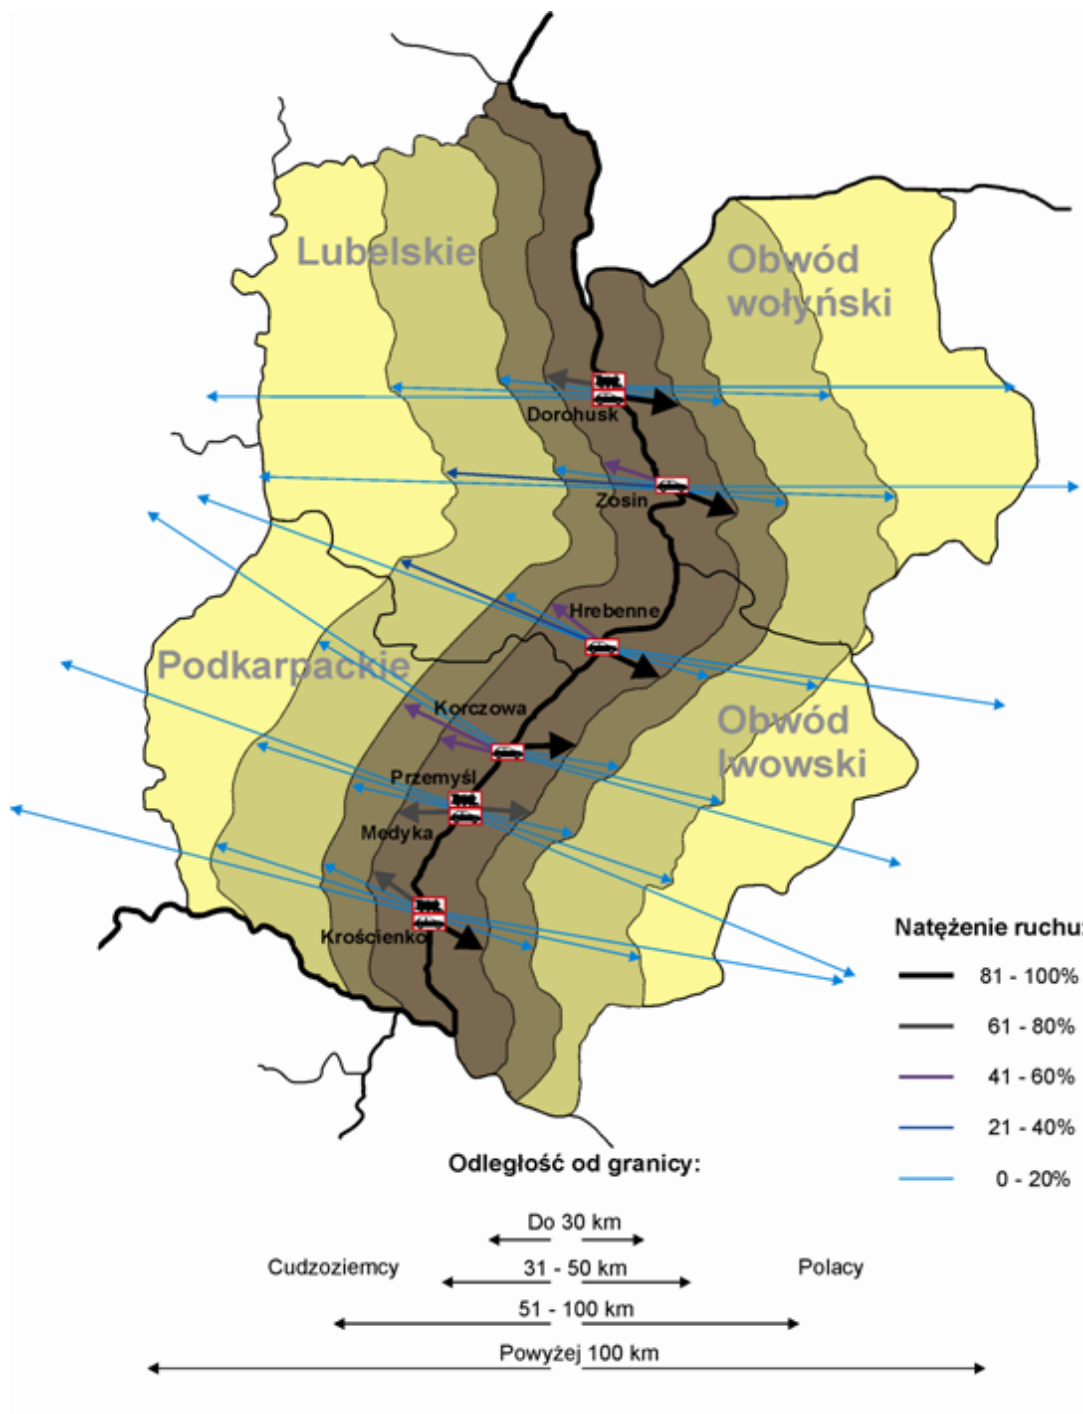 Lubelskie
Obwód
wołyński
Dorohusk
Zosin
Hrebenne
Podkarpackie
Korczowa
Obwód
lwowski
Przemyśl
Medyka
Krościenko
Natężenie ruchu:
81 - 100%
61 - 80%
41 - 60%
21 - 40%
0 - 20%
Odległość od granicy:
Do 30 km
Cudzoziemcy 31 - 50 km Polacy
51 - 100 km
Powyżej 100 km